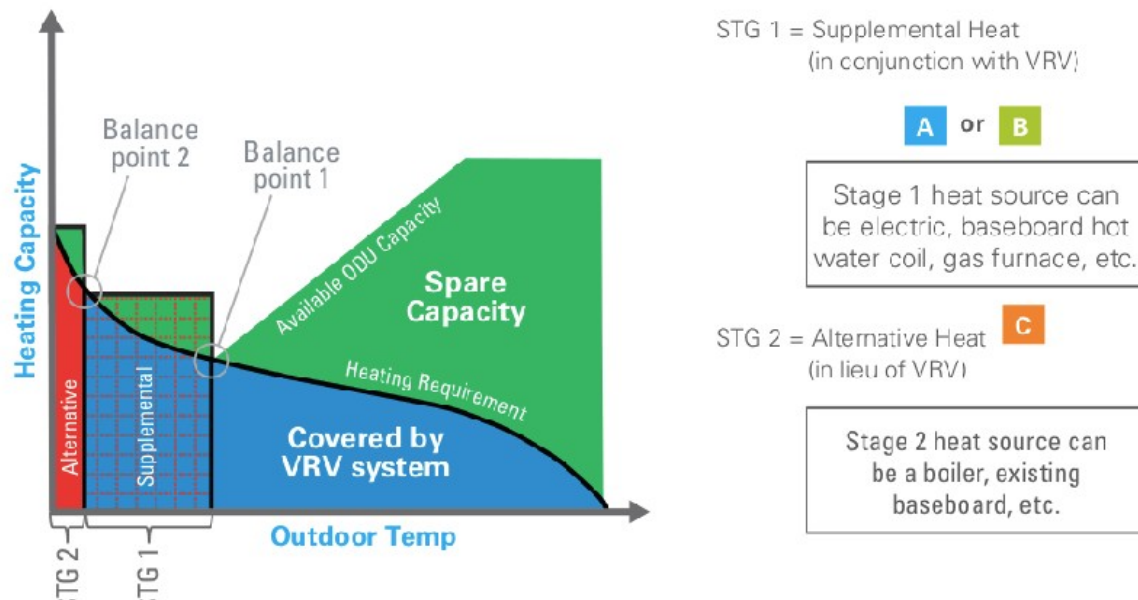 STG 1 = Supplemental Heat
(in conjunction with VRV)
A or B
Stage 1 heat source can
be electric, baseboard hot
water coil, gas furnace, etc.
STG 2 = Alternative Heat C
(in lieu of VRV)
Stage 2 heat source can
be a boiler, existing
baseboard, etc.
Heating Capacity
Balance
point 2
Balance
point 1
Available ODU Capacity
Spare
Capacity
Heating Requirement
Alternative
Supplemental
Covered by
VRV system
Outdoor Temp
STG 2
STG 1